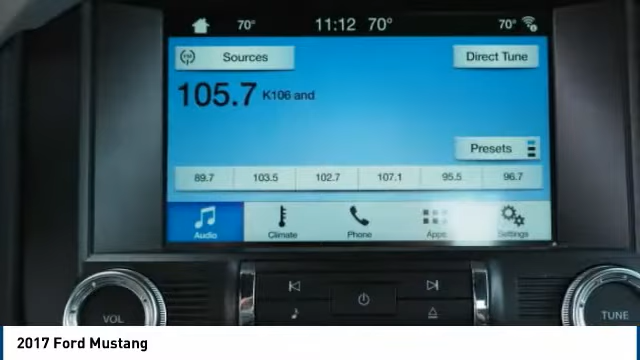 70° 11:12 70° 70°
Sources Direct Tune
105.7 K106 and
Presets
89.7 103.5 102.7 107.1 95.5 96.7
Audio Climate Phone Apps Settings
VOL TUNE
2017 Ford Mustang